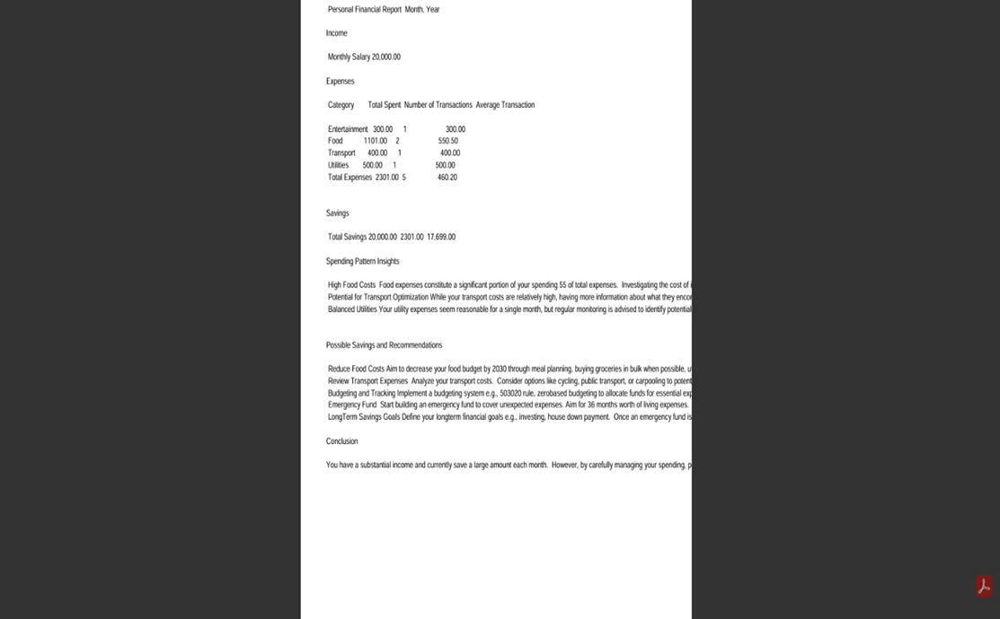 Personal Financial Report Month, Year
Income
Monthly Salary 20,000.00
Expenses
Category Total Spent Number of Transactions Average Transaction
Entertainment 300.00 1 300.00
Food 1101.00 2 550.50
Transport 400.00 1 400.00
Utilities 500.00 1 500.00
Total Expenses 2301.00 5 460.20
Savings
Total Savings 20,000.00 2301.00 17,699.00
Spending Pattern Insights
High Food Costs Food expenses constitute a significant portion of your spending 55 of total expenses. Investigating the cost of
Potential for Transport Optimization While your transport costs are relatively high, having more information about what they
Balanced Utilities Your utility expenses seem reasonable for a single month, but regular monitoring is advised to identify potential
Possible Savings and Recommendations
Reduce Food Costs Aim to decrease your food budget by 2030 through meal planning, buying groceries in bulk when possible,
Review Transport Expenses Analyze your transport costs. Consider options like cycling, public transport, or carpooling to
Budgeting and Tracking Implement a budgeting system e.g., 503020 rule, zerobased budgeting to allocate funds for essential
Emergency Fund Start building an emergency fund to cover unexpected expenses. Aim for 36 months worth of living expenses.
LongTerm Savings Goals Define your longterm financial goals e.g., investing, house down payment. Once an emergency fund is
Conclusion
You have a substantial income and currently save a large amount each month. However, by carefully managing your spending,